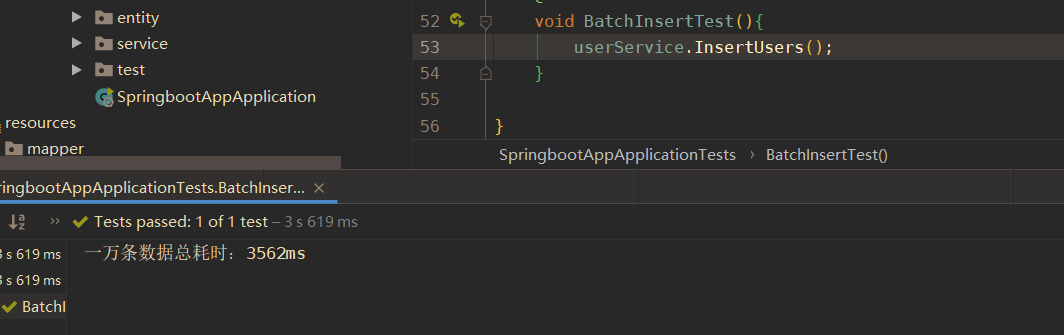 entity
service
test
SpringbootAppApplication
resources
mapper
52 void BatchInsertTest(){
53 userService.InsertUsers();
54 }
55
56 }
SpringbootAppApplicationTests › BatchInsertTest()
ringbootAppApplicationTests.BatchInser... ×
Tests passed: 1 of 1 test – 3 s 619 ms
3 s 619 ms
3 s 619 ms
BatchI
一万条数据总耗时：3562ms